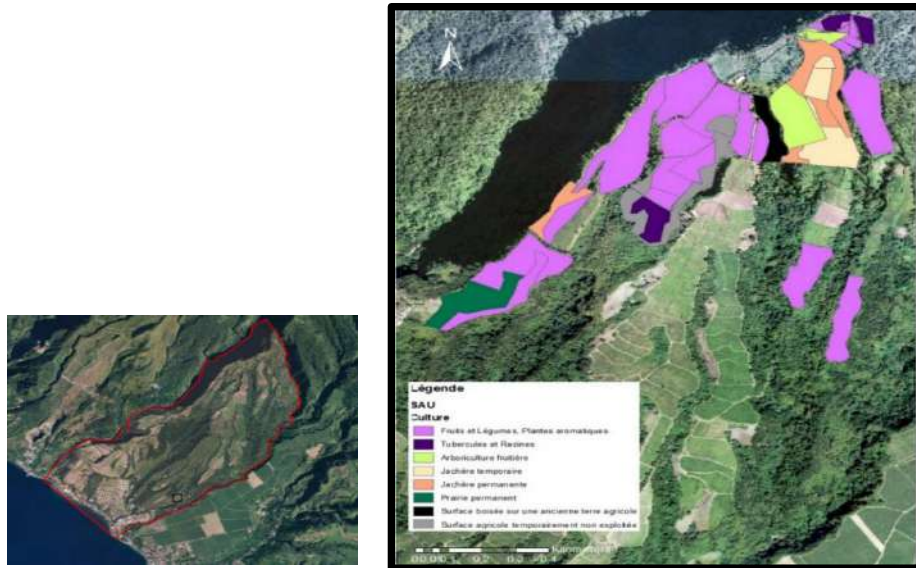 N
Légende
SAU
Culture
Fruits et Légumes, Plantes aromatiques
Tubercules et Racines
Arboriculture fruitière
Jachère temporaire
Jachère permanente
Prairie permanent
Surface boisée sur une ancienne terre agricole
Surface agricole temporairement non exploitée